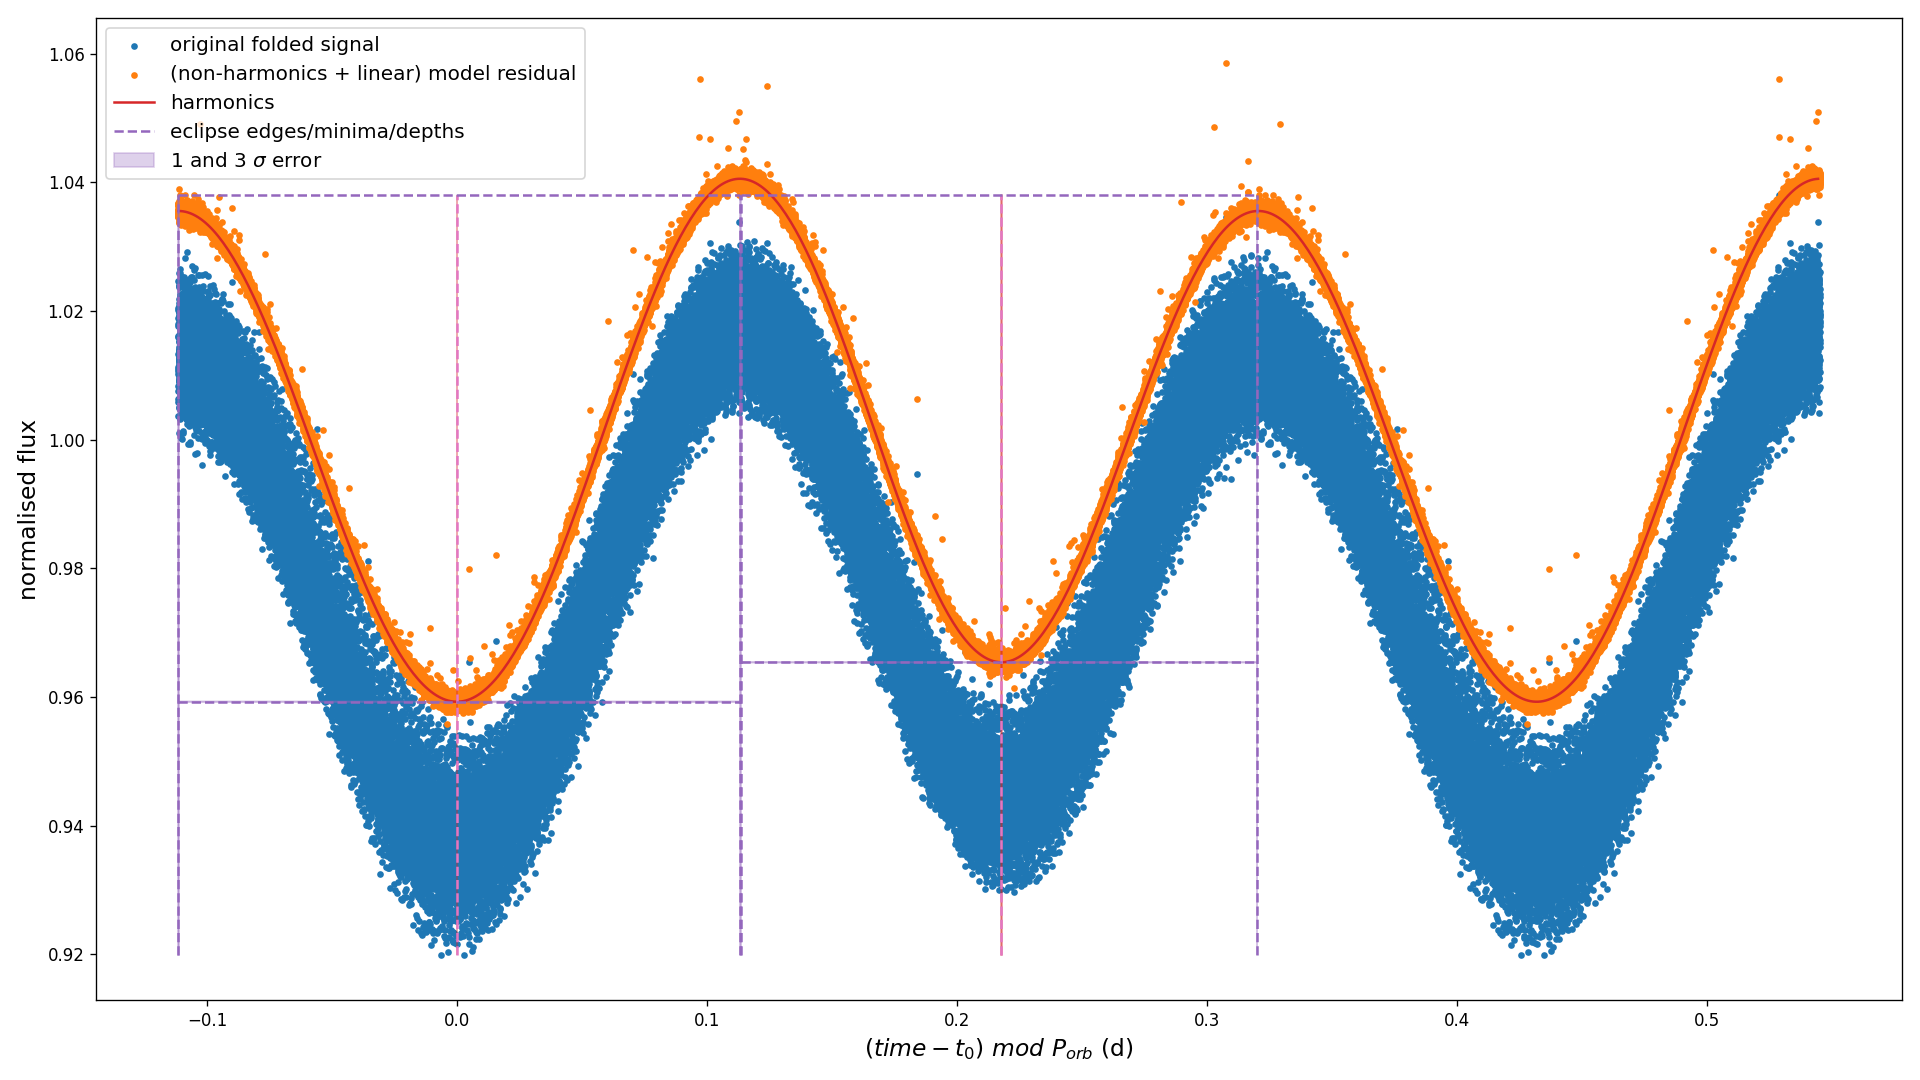 original folded signal
(non-harmonics + linear) model residual
harmonics
eclipse edges/minima/depths
1 and 3 σ error
normalised flux
1.06
1.04
1.02
1.00
0.98
0.96
0.94
0.92
−0.1 0.0 0.1 0.2 0.3 0.4 0.5
(time − t₀) mod P_orb (d)